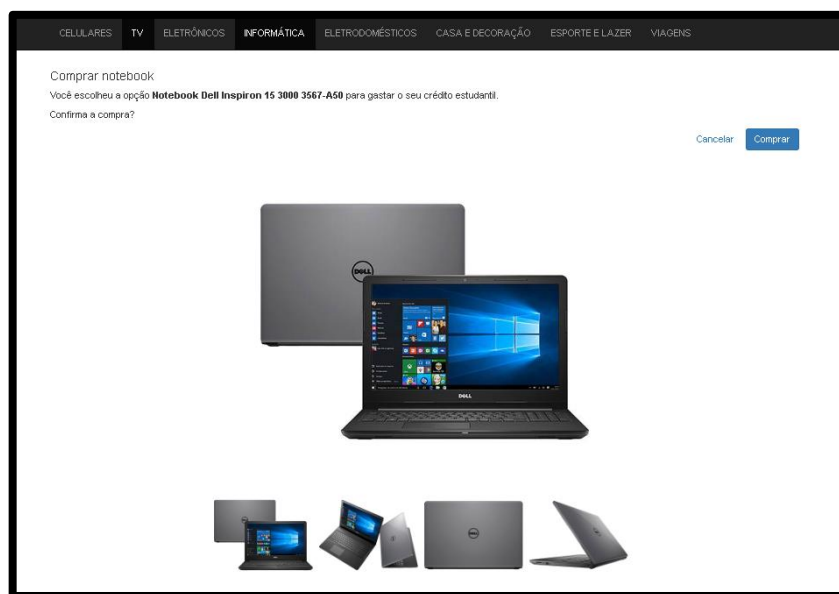 CELULARES TV ELETRÔNICOS INFORMÁTICA ELETRODOMÉSTICOS CASA E DECORAÇÃO ESPORTE E LAZER VIAGENS
Comprar notebook
Você escolheu a opção Notebook Dell Inspiron 15 3000 3567-A50 para gastar o seu crédito estudantil.
Confirma a compra?
Cancelar Comprar
DELL
DELL